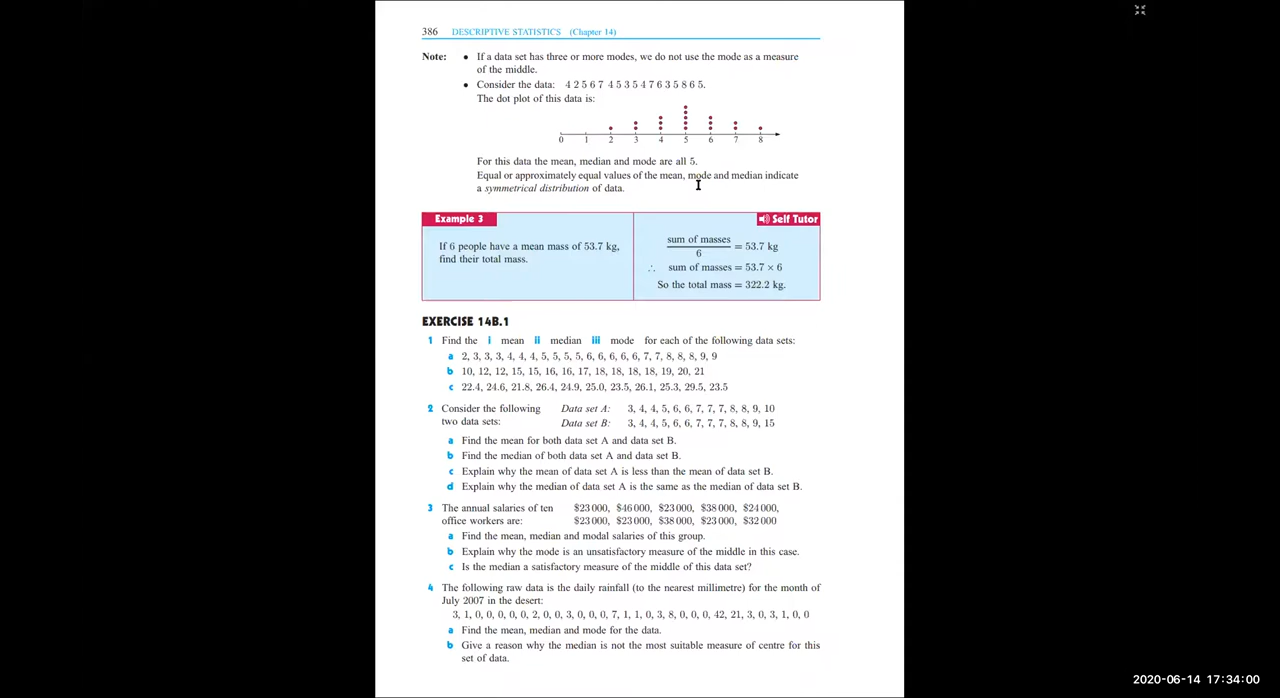 386 DESCRIPTIVE STATISTICS (Chapter 14)
Note: • If a data set has three or more modes, we do not use the mode as a measure
of the middle.
• Consider the data: 4 2 5 6 7 4 5 3 5 4 7 6 3 5 8 6 5.
The dot plot of this data is:
0 1 2 3 4 5 6 7 8
For this data the mean, median and mode are all 5.
Equal or approximately equal values of the mean, mode and median indicate
a symmetrical distribution of data.
Example 3
Self Tutor
If 6 people have a mean mass of 53.7 kg,
find their total mass.
sum of masses
6
= 53.7 kg
∴ sum of masses = 53.7 × 6
So the total mass = 322.2 kg.
EXERCISE 14B.1
1 Find the i mean ii median iii mode for each of the following data sets:
a 2, 3, 3, 3, 4, 4, 4, 5, 5, 5, 5, 6, 6, 6, 6, 6, 7, 7, 8, 8, 8, 9, 9
b 10, 12, 12, 15, 15, 16, 16, 17, 18, 18, 18, 18, 19, 20, 21
c 22.4, 24.6, 21.8, 26.4, 24.9, 25.0, 23.5, 26.1, 25.3, 29.5, 23.5
2 Consider the following Data set A: 3, 4, 4, 5, 6, 6, 7, 7, 7, 8, 8, 9, 10
two data sets: Data set B: 3, 4, 4, 5, 6, 6, 7, 7, 7, 8, 8, 9, 15
a Find the mean for both data set A and data set B.
b Find the median of both data set A and data set B.
c Explain why the mean of data set A is less than the mean of data set B.
d Explain why the median of data set A is the same as the median of data set B.
3 The annual salaries of ten $23 000, $46 000, $23 000, $38 000, $24 000,
office workers are: $23 000, $23 000, $38 000, $23 000, $32 000
a Find the mean, median and modal salaries of this group.
b Explain why the mode is an unsatisfactory measure of the middle in this case.
c Is the median a satisfactory measure of the middle of this data set?
4 The following raw data is the daily rainfall (to the nearest millimetre) for the month of
July 2007 in the desert:
3, 1, 0, 0, 0, 0, 0, 2, 0, 0, 3, 0, 0, 0, 7, 1, 1, 0, 3, 8, 0, 0, 0, 42, 21, 3, 0, 3, 1, 0, 0
a Find the mean, median and mode for the data.
b Give a reason why the median is not the most suitable measure of centre for this
set of data.
2020-06-14 17:34:00